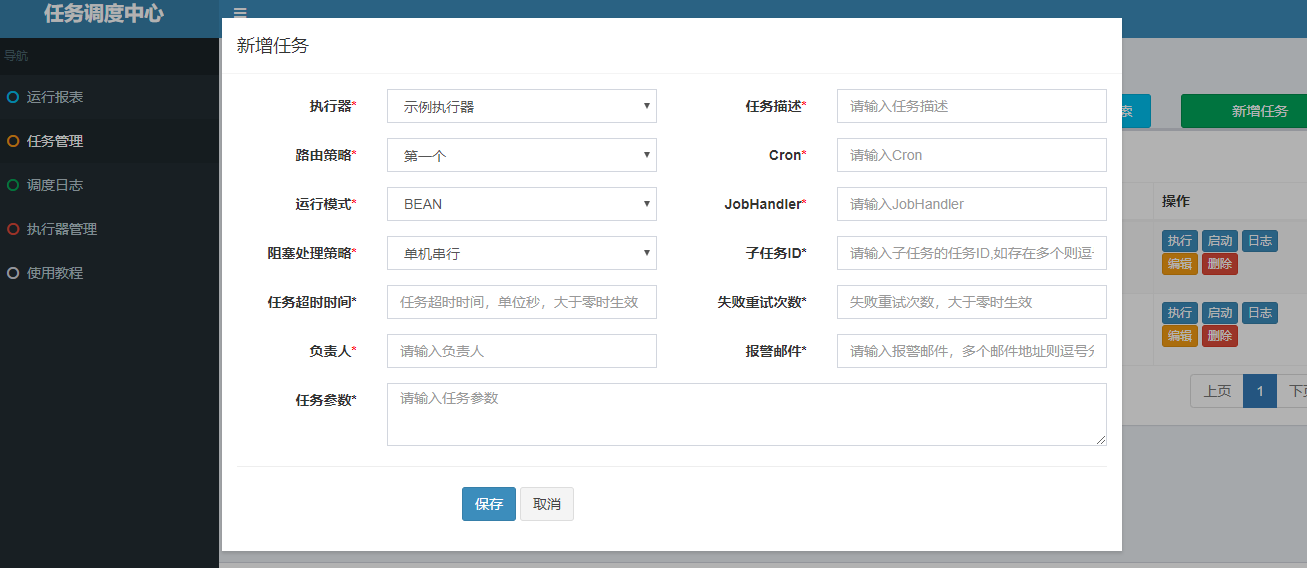 任务调度中心
导航
运行报表
任务管理
调度日志
执行器管理
使用教程
新增任务
执行器* 示例执行器 任务描述* 请输入任务描述
路由策略* 第一个 Cron* 请输入Cron
运行模式* BEAN JobHandler* 请输入JobHandler
阻塞处理策略* 单机串行 子任务ID* 请输入子任务的任务ID,如存在多个则逗
任务超时时间* 任务超时时间，单位秒，大于零时生效 失败重试次数* 失败重试次数，大于零时生效
负责人* 请输入负责人 报警邮件* 请输入报警邮件，多个邮件地址则逗号
任务参数* 请输入任务参数
保存 取消
索 新增任务
操作
执行 启动 日志
编辑 删除
执行 启动 日志
编辑 删除
上页 1 下